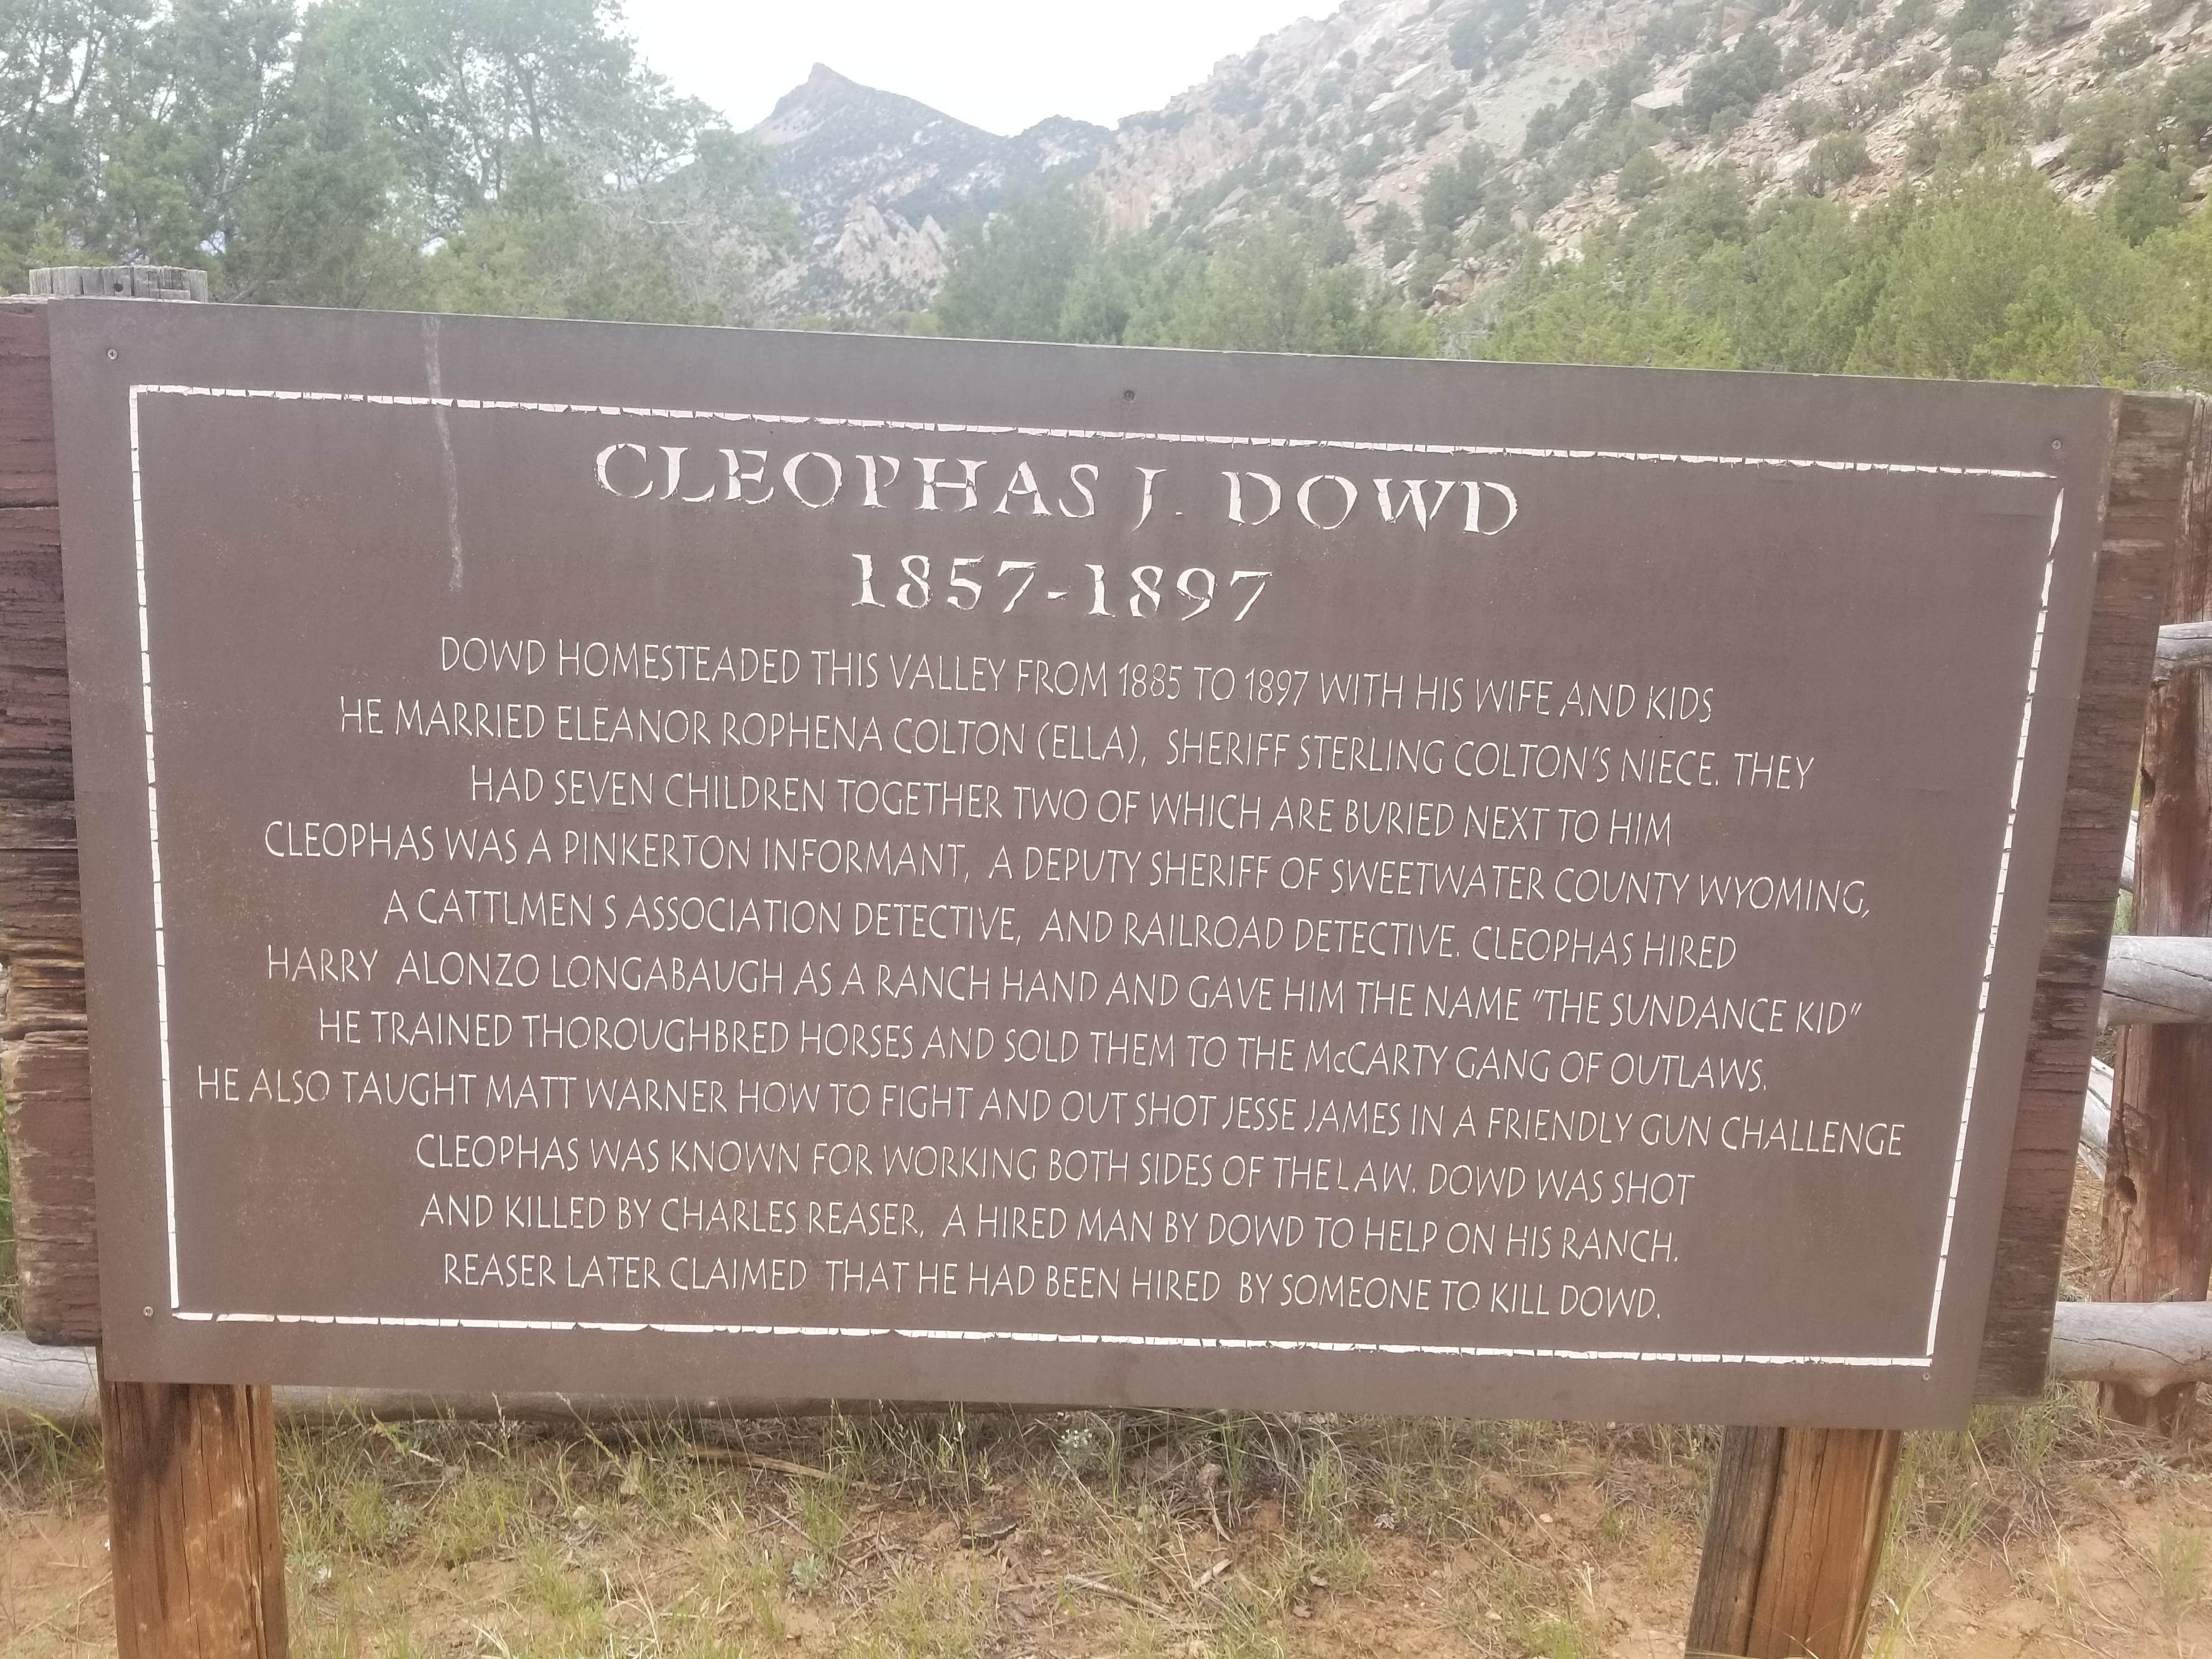 CLEOPHAS J. DOWD
1857-1897
DOWD HOMESTEADED THIS VALLEY FROM 1885 TO 1897 WITH HIS WIFE AND KIDS
HE MARRIED ELEANOR ROPHENA COLTON (ELLA), SHERIFF STERLING COLTON'S NIECE. THEY
HAD SEVEN CHILDREN TOGETHER TWO OF WHICH ARE BURIED NEXT TO HIM
CLEOPHAS WAS A PINKERTON INFORMANT, A DEPUTY SHERIFF OF SWEETWATER COUNTY WYOMING,
A CATTLMEN S ASSOCIATION DETECTIVE, AND RAILROAD DETECTIVE. CLEOPHAS HIRED
HARRY ALONZO LONGABAUGH AS A RANCH HAND AND GAVE HIM THE NAME "THE SUNDANCE KID"
HE TRAINED THOROUGHBRED HORSES AND SOLD THEM TO THE McCARTY GANG OF OUTLAWS.
HE ALSO TAUGHT MATT WARNER HOW TO FIGHT AND OUT SHOT JESSE JAMES IN A FRIENDLY GUN CHALLENGE
CLEOPHAS WAS KNOWN FOR WORKING BOTH SIDES OF THE LAW. DOWD WAS SHOT
AND KILLED BY CHARLES REASER, A HIRED MAN BY DOWD TO HELP ON HIS RANCH.
REASER LATER CLAIMED THAT HE HAD BEEN HIRED BY SOMEONE TO KILL DOWD.